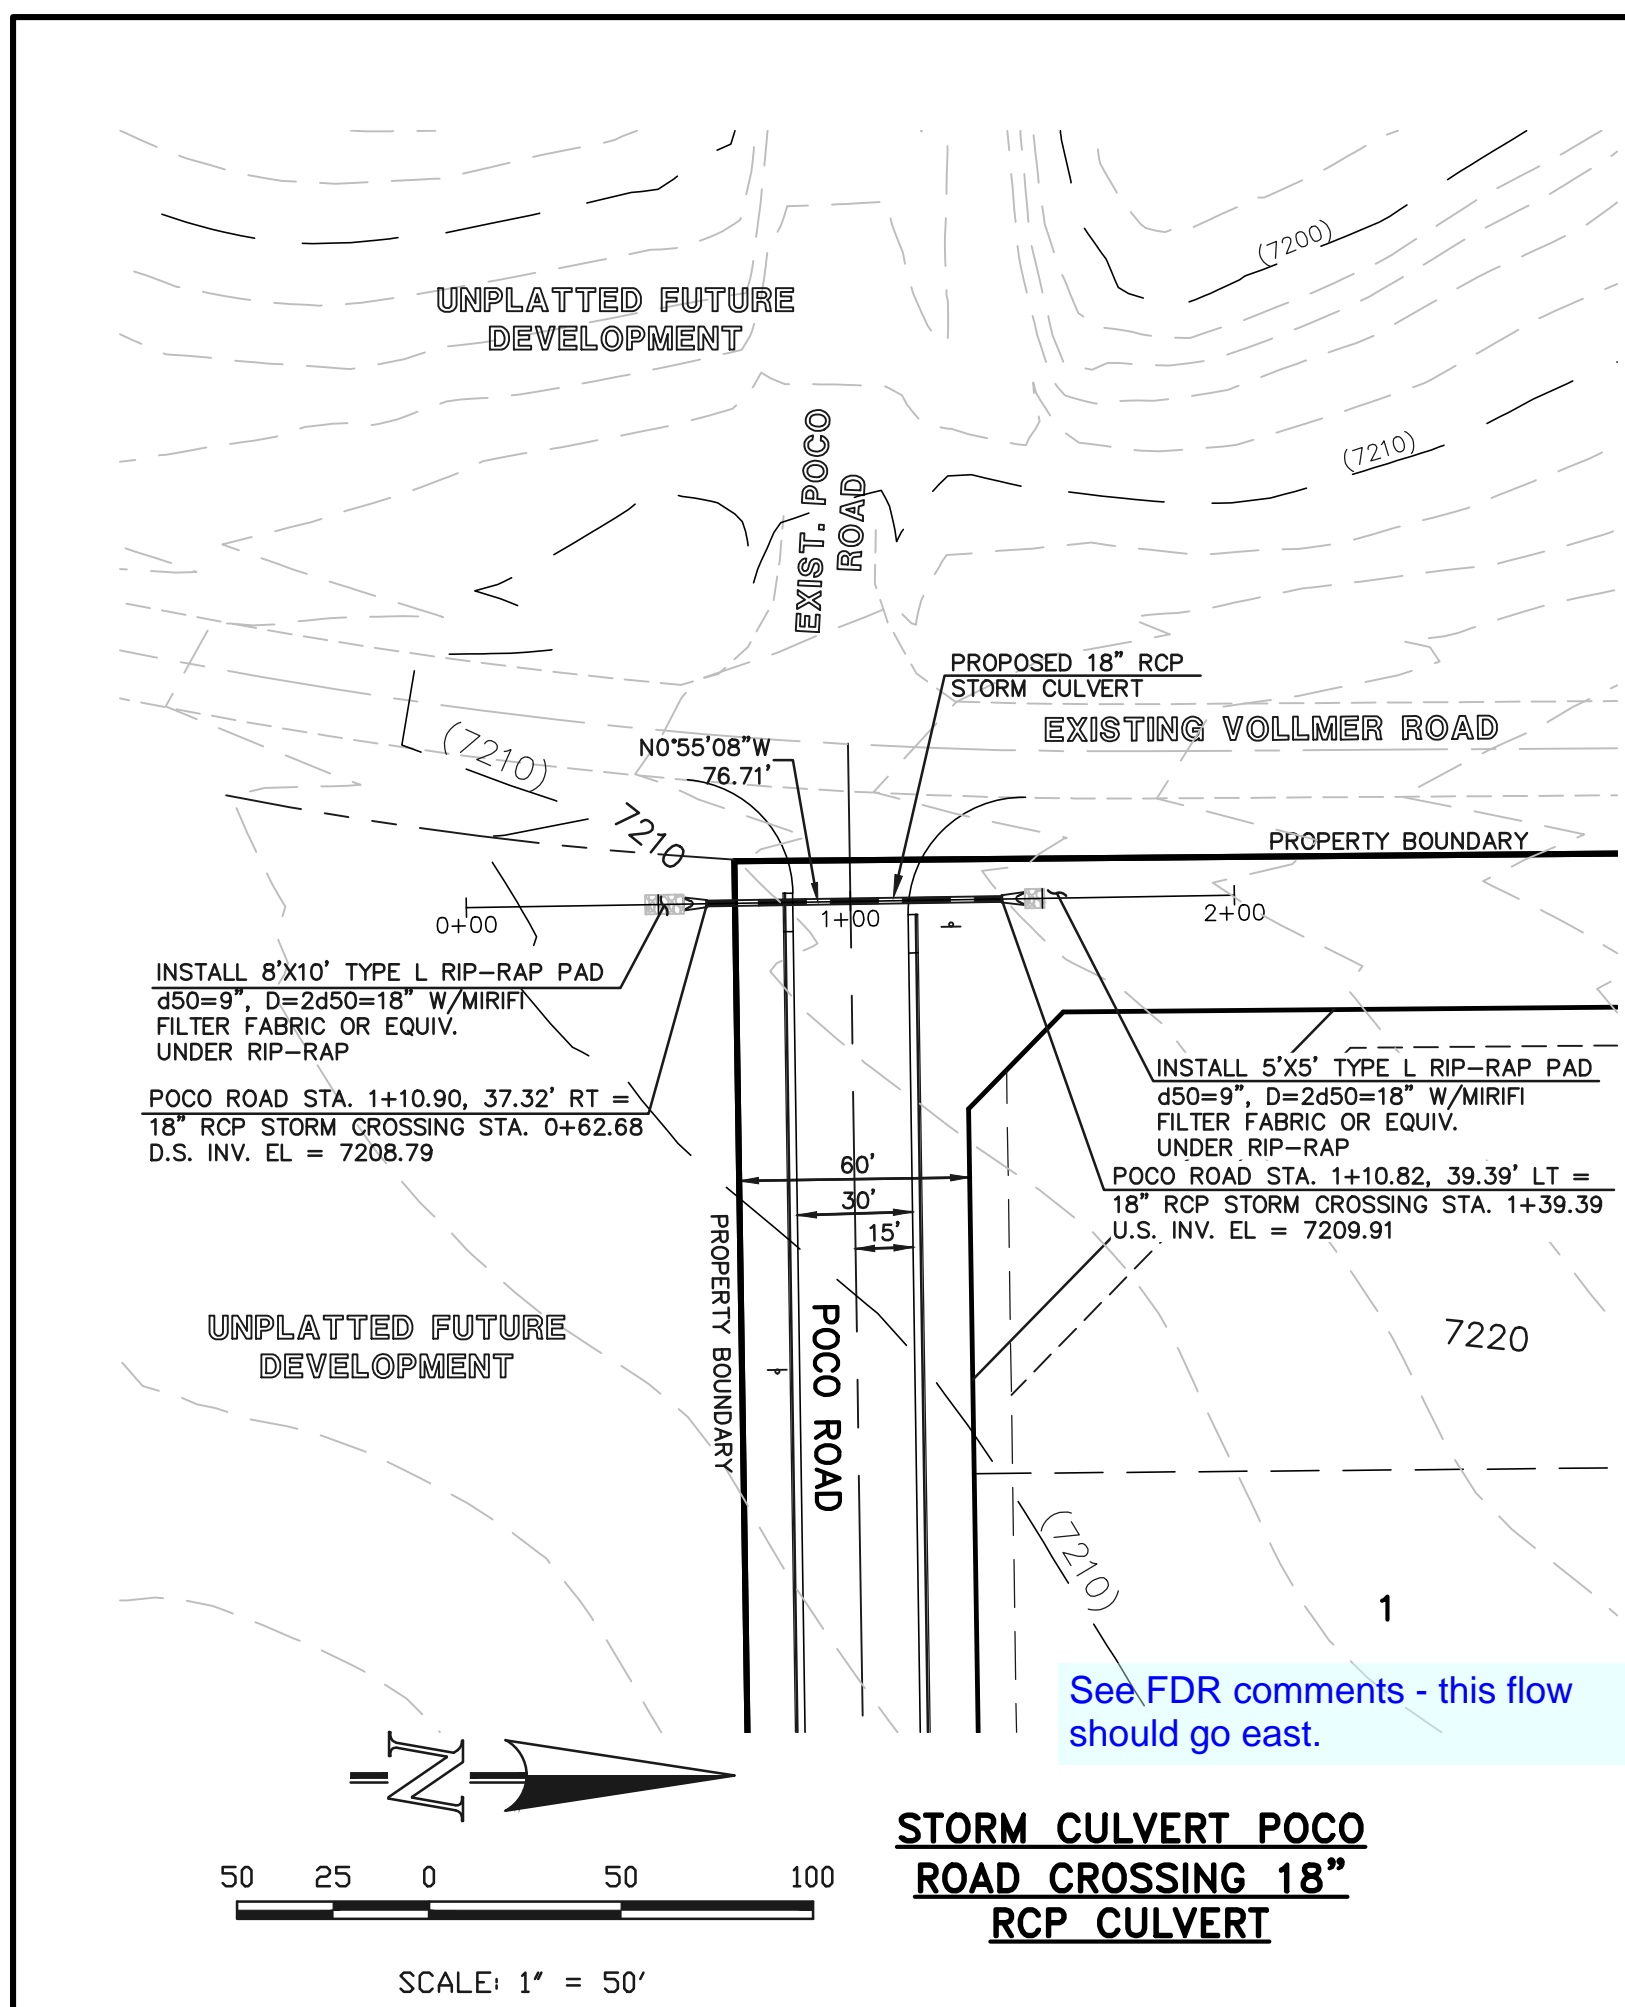 (7200)
UNPLATTED FUTURE
DEVELOPMENT
(7210)
EXIST. POCO
ROAD
PROPOSED 18" RCP
STORM CULVERT
EXISTING VOLLMER ROAD
(7210)
N0°55'08"W
76.71'
7210
PROPERTY BOUNDARY
0+00
1+00
2+00
INSTALL 8'X10' TYPE L RIP-RAP PAD
d50=9", D=2d50=18" W/MIRIFI
FILTER FABRIC OR EQUIV.
UNDER RIP-RAP
POCO ROAD STA. 1+10.90, 37.32' RT =
18" RCP STORM CROSSING STA. 0+62.68
D.S. INV. EL = 7208.79
INSTALL 5'X5' TYPE L RIP-RAP PAD
d50=9", D=2d50=18" W/MIRIFI
FILTER FABRIC OR EQUIV.
UNDER RIP-RAP
POCO ROAD STA. 1+10.82, 39.39' LT =
18" RCP STORM CROSSING STA. 1+39.39
U.S. INV. EL = 7209.91
60'
30'
15'
PROPERTY BOUNDARY
POCO ROAD
UNPLATTED FUTURE
DEVELOPMENT
7220
(7210)
1
See FDR comments - this flow
should go east.
N
STORM CULVERT POCO
ROAD CROSSING 18"
RCP CULVERT
50 25 0 50 100
SCALE: 1" = 50'